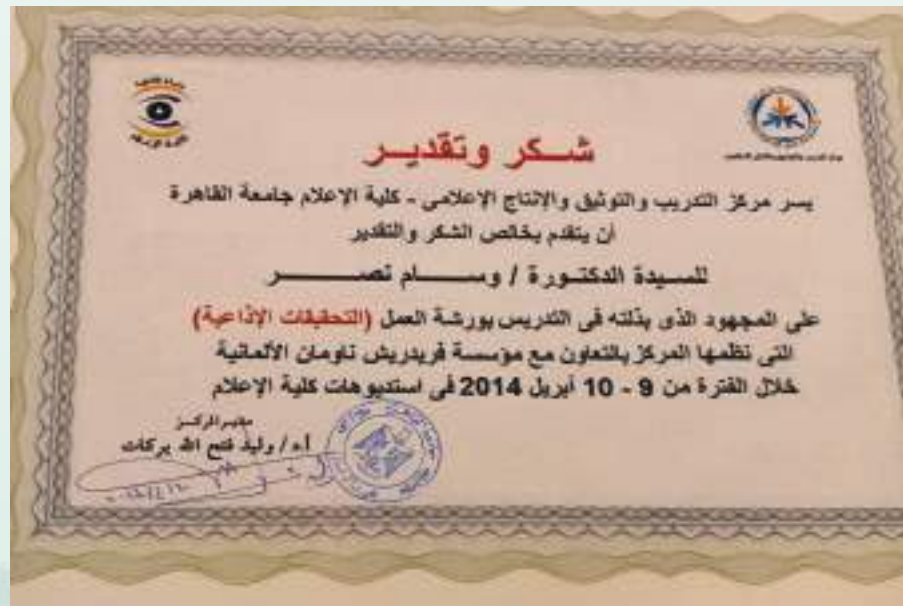 شكر وتقدير
يسر مركز التدريب والتوثيق والإنتاج الإعلامى - كلية الإعلام جامعة القاهرة
أن يتقدم بخالص الشكر والتقدير
للسيدة الدكتورة / وسام نصر
على المجهود الذى بذلته فى التدريس بورشة العمل (التحقيقات الإذاعية)
التى نظمها المركز بالتعاون مع مؤسسة فريدريش ناومان الألمانية
خلال الفترة من 9 - 10 أبريل 2014 فى استديوهات كلية الإعلام
مدير المركز
أ.د/ وليد فتح الله بركات